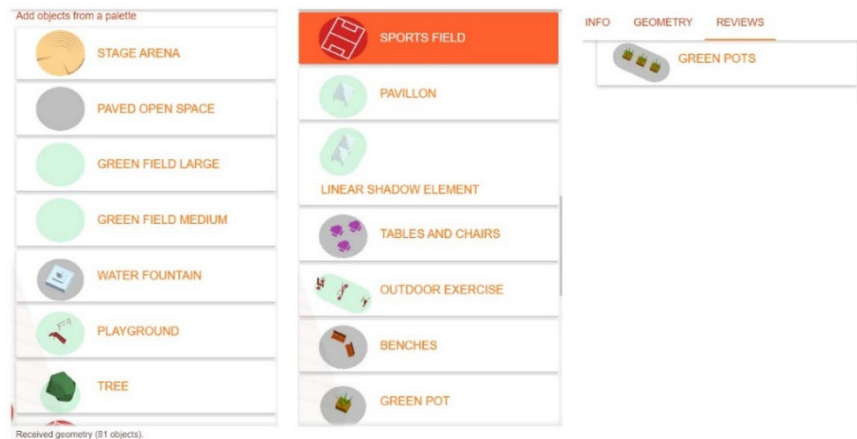 Add objects from a palette
STAGE ARENA
PAVED OPEN SPACE
GREEN FIELD LARGE
GREEN FIELD MEDIUM
WATER FOUNTAIN
PLAYGROUND
TREE
Received geometry (81 objects).
SPORTS FIELD
PAVILLON
LINEAR SHADOW ELEMENT
TABLES AND CHAIRS
OUTDOOR EXERCISE
BENCHES
GREEN POT
INFO GEOMETRY REVIEWS
GREEN POTS